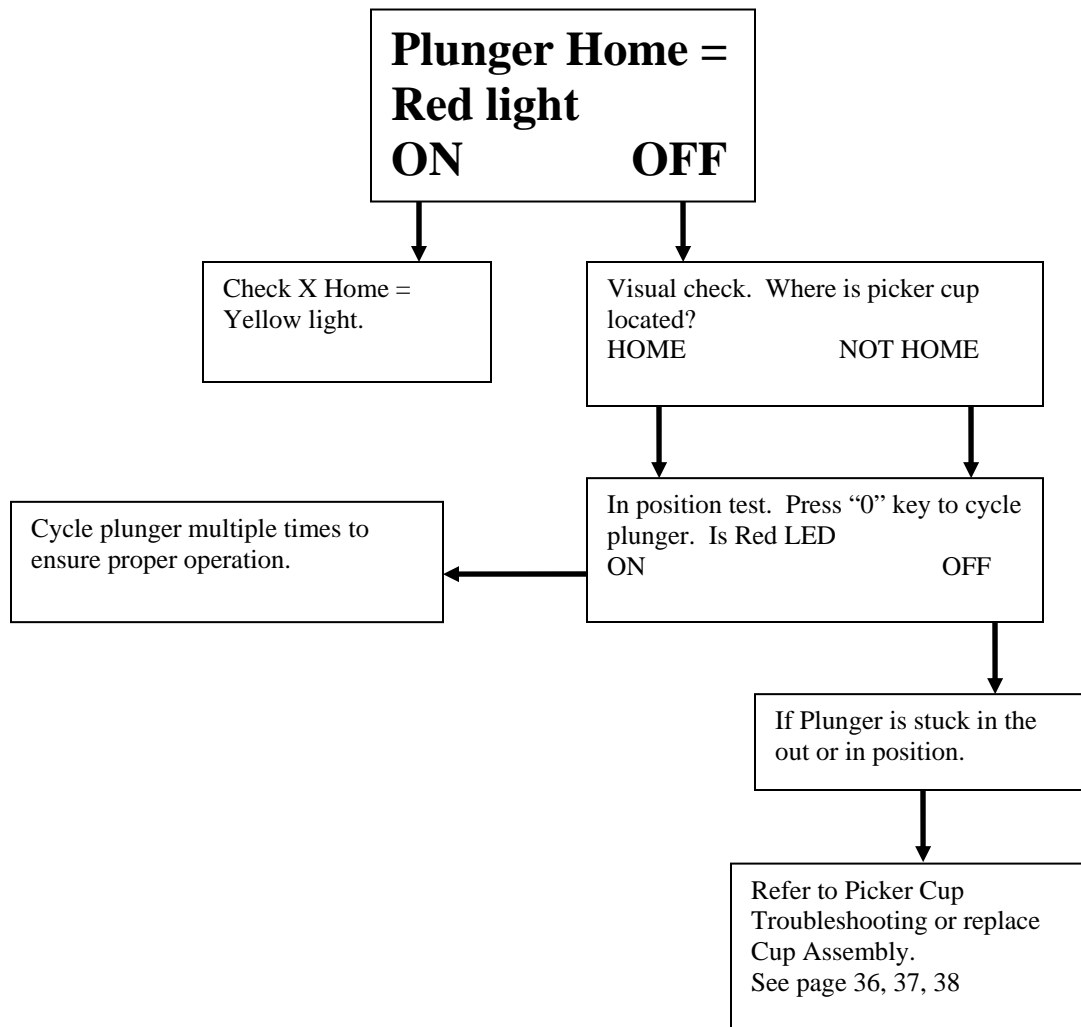 Plunger Home =
Red light
ON OFF
Check X Home =
Yellow light.
Visual check. Where is picker cup
located?
HOME NOT HOME
In position test. Press “0” key to cycle
plunger. Is Red LED
ON OFF
Cycle plunger multiple times to
ensure proper operation.
If Plunger is stuck in the
out or in position.
Refer to Picker Cup
Troubleshooting or replace
Cup Assembly.
See page 36, 37, 38